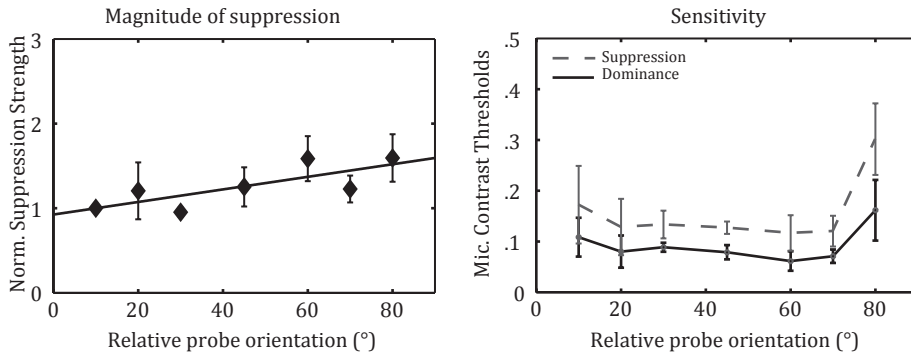 Magnitude of suppression
Norm. Suppression Strength
3
2
1
0
0 20 40 60 80
Relative probe orientation (°)
Sensitivity
Mic. Contrast Thresholds
.5
.4
.3
.2
.1
0
Suppression
Dominance
0 20 40 60 80
Relative probe orientation (°)